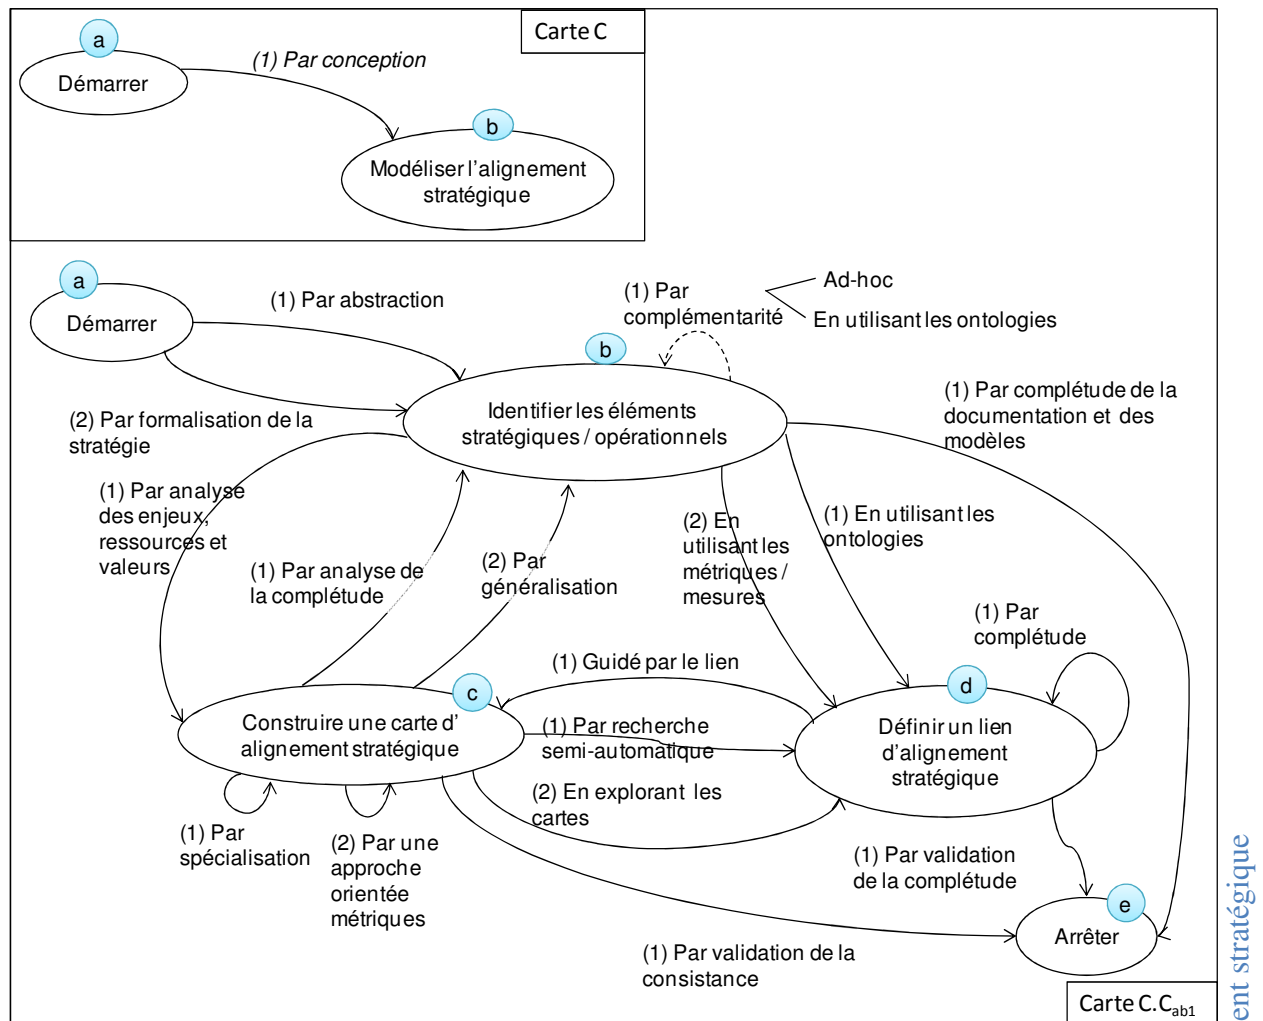 Carte C
a
Démarrer
(1) Par conception
b
Modéliser l'alignement
stratégique
a
Démarrer
(1) Par abstraction
(1) Par
complémentarité
Ad-hoc
En utilisant les ontologies
b
Identifier les éléments
stratégiques / opérationnels
(2) Par formalisation de la
stratégie
(1) Par complétude de la
documentation et des
modèles
(1) Par analyse
des enjeux,
ressources et
valeurs
(1) Par analyse de
la complétude
(2) Par
généralisation
(2) En
utilisant les
métriques /
mesures
(1) En utilisant les
ontologies
(1) Par
complétude
(1) Guidé par le lien
c
Construire une carte d'
alignement stratégique
(1) Par recherche
semi-automatique
d
Définir un lien
d'alignement
stratégique
(2) En explorant les
cartes
(1) Par
spécialisation
(2) Par une
approche
orientée
métriques
(1) Par validation
de la complétude
e
Arrêter
(1) Par validation de la
consistance
Carte C.Cab1
ent stratégique